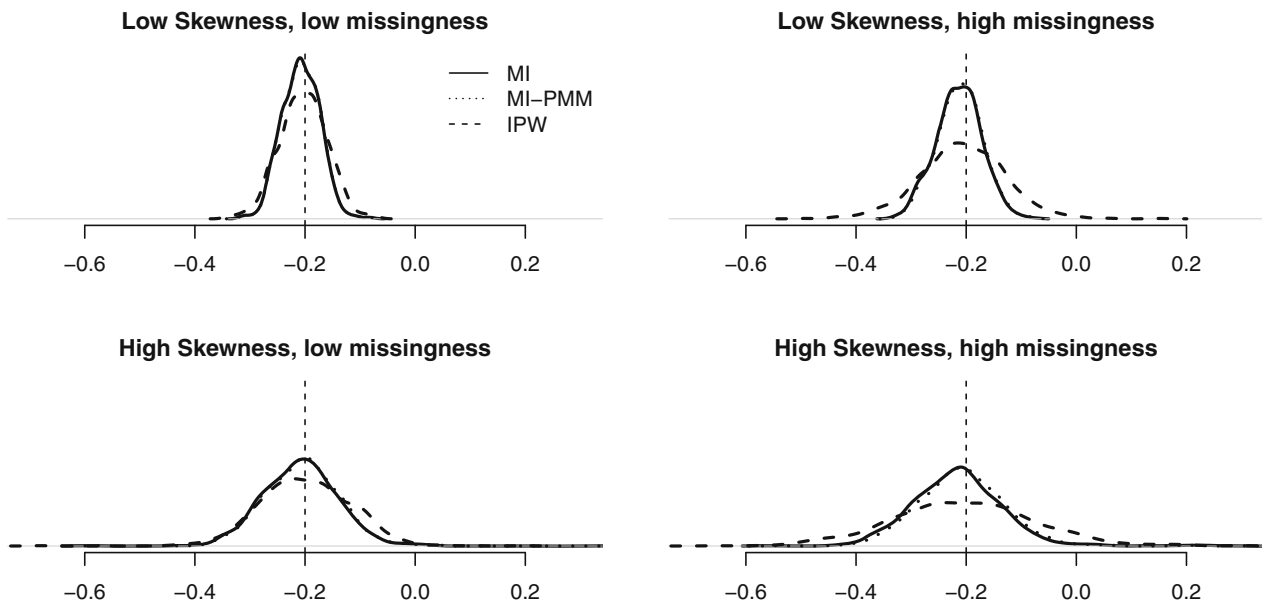 Low Skewness, low missingness
MI
MI−PMM
IPW
−0.6 −0.4 −0.2 0.0 0.2
Low Skewness, high missingness
−0.6 −0.4 −0.2 0.0 0.2
High Skewness, low missingness
−0.6 −0.4 −0.2 0.0 0.2
High Skewness, high missingness
−0.6 −0.4 −0.2 0.0 0.2